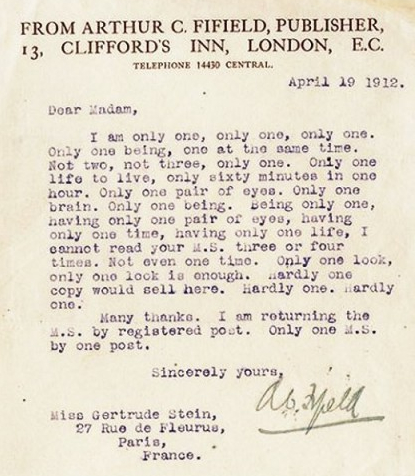 FROM ARTHUR C. FIFIELD, PUBLISHER,
13, CLIFFORD'S INN, LONDON, E.C.
TELEPHONE 14430 CENTRAL.
April 19 1912.
Dear Madam,
I am only one, only one, only one.
Only one being, one at the same time.
Not two, not three, only one. Only one
life to live, only sixty minutes in one
hour. Only one pair of eyes. Only one
brain. Only one being. Being only one,
having only one pair of eyes, having
only one time, having only one life, I
cannot read your M.S. three or four
times. Not even one time. Only one look,
only one look is enough. Hardly one
copy would sell here. Hardly one. Hardly
one.
Many thanks. I am returning the
M.S. by registered post. Only one M.S.
by one post.
Sincerely yours,
A.C. Fifield
Miss Gertrude Stein,
27 Rue de Fleurus,
Paris,
France.